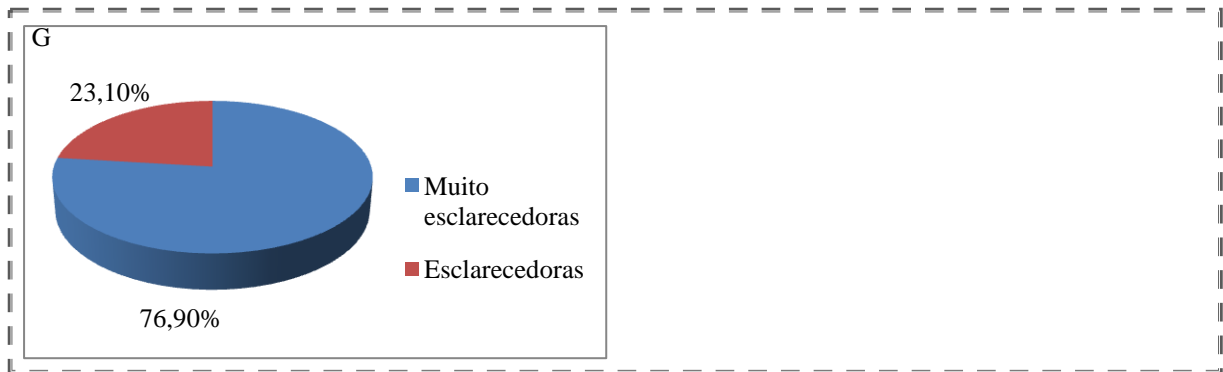 G
23,10%
Muito
esclarecedoras
Esclarecedoras
76,90%